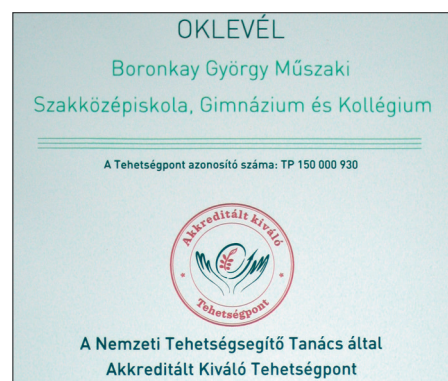 OKLEVÉL
Boronkay György Műszaki
Szakközépiskola, Gimnázium és Kollégium
A Tehetségpont azonosító száma: TP 150 000 930
Akkreditált kiváló
Tehetségpont
A Nemzeti Tehetségsegítő Tanács által
Akkreditált Kiváló Tehetségpont